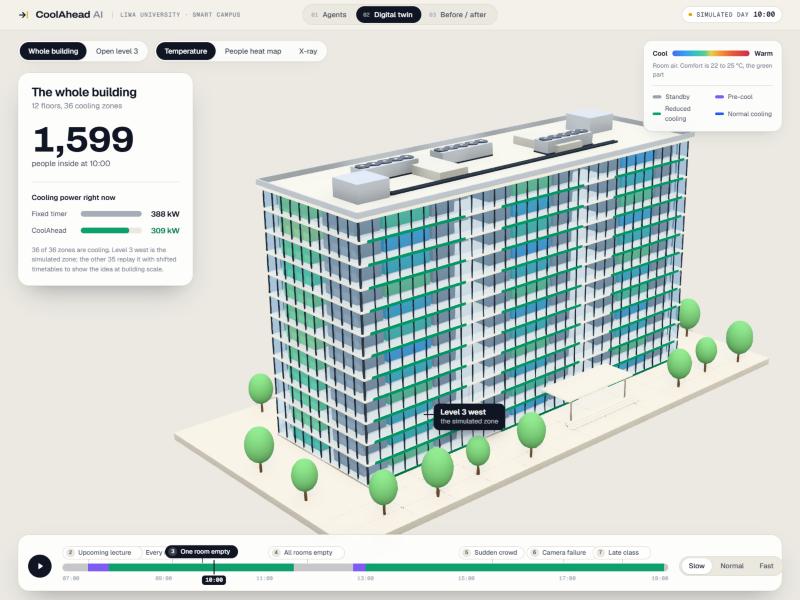 CoolAhead AI
LIWA UNIVERSITY · SMART CAMPUS
01 Agents
02 Digital twin
03 Before / after
SIMULATED DAY 10:00
Whole building
Open level 3
Temperature
People heat map
X-ray
Cool
Warm
Room air. Comfort is 22 to 25 °C, the green
part
Standby
Pre-cool
Reduced
cooling
Normal cooling
The whole building
12 floors, 36 cooling zones
1,599
people inside at 10:00
Cooling power right now
Fixed timer 388 kW
CoolAhead 309 kW
36 of 36 zones are cooling. Level 3 west is the
simulated zone; the other 35 replay it with shifted
timetables to show the idea at building scale.
Level 3 west
the simulated zone
2 Upcoming lecture
Every
3 One room empty
4 All rooms empty
5 Sudden crowd
6 Camera failure
7 Late class
07:00
09:00
10:00
11:00
13:00
15:00
17:00
19:00
Slow
Normal
Fast